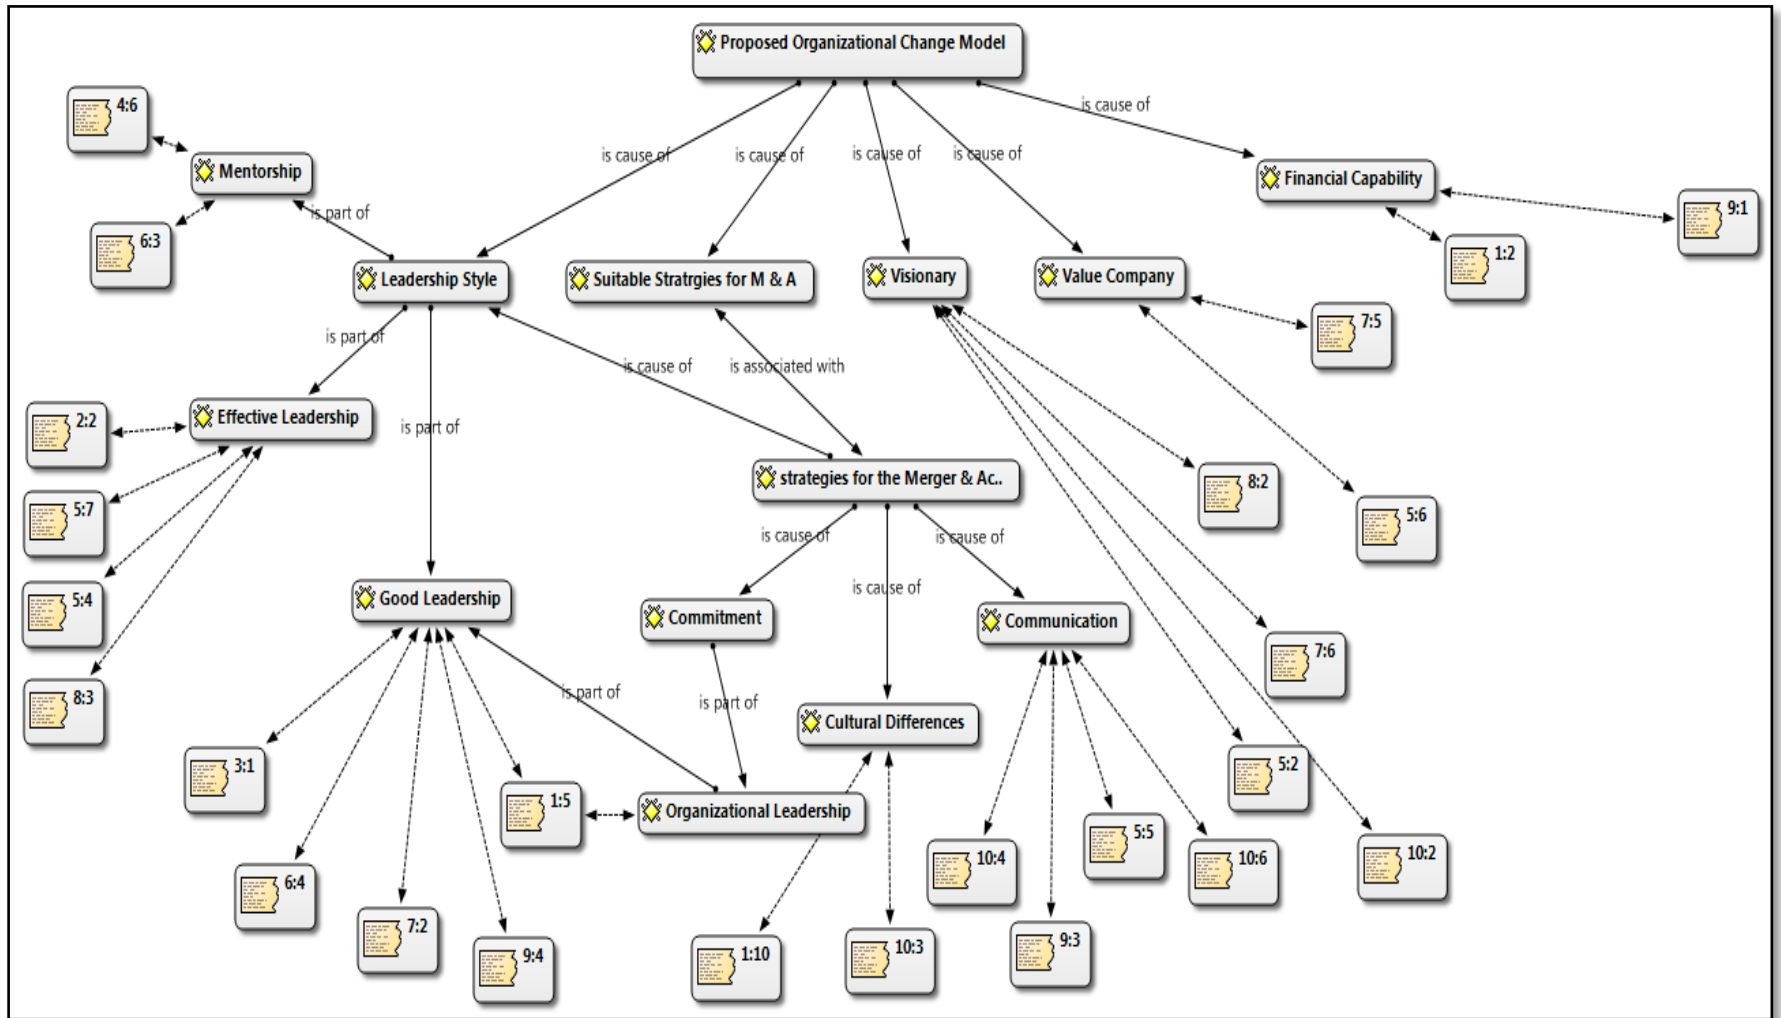 Proposed Organizational Change Model
is cause of
4:6
is cause of
is cause of
is cause of
is cause of
Mentorship
Financial Capability
9:1
is part of
6:3
1:2
Leadership Style
Suitable Stratrgies for M & A
Visionary
Value Company
7:5
is part of
is cause of
is associated with
2:2
Effective Leadership
is part of
strategies for the Merger & Ac..
8:2
5:7
5:6
is cause of
is cause of
is cause of
5:4
Good Leadership
Commitment
Communication
7:6
8:3
is part of
is part of
Cultural Differences
3:1
5:2
1:5
Organizational Leadership
5:5
10:4
10:6
10:2
6:4
7:2
9:4
1:10
10:3
9:3